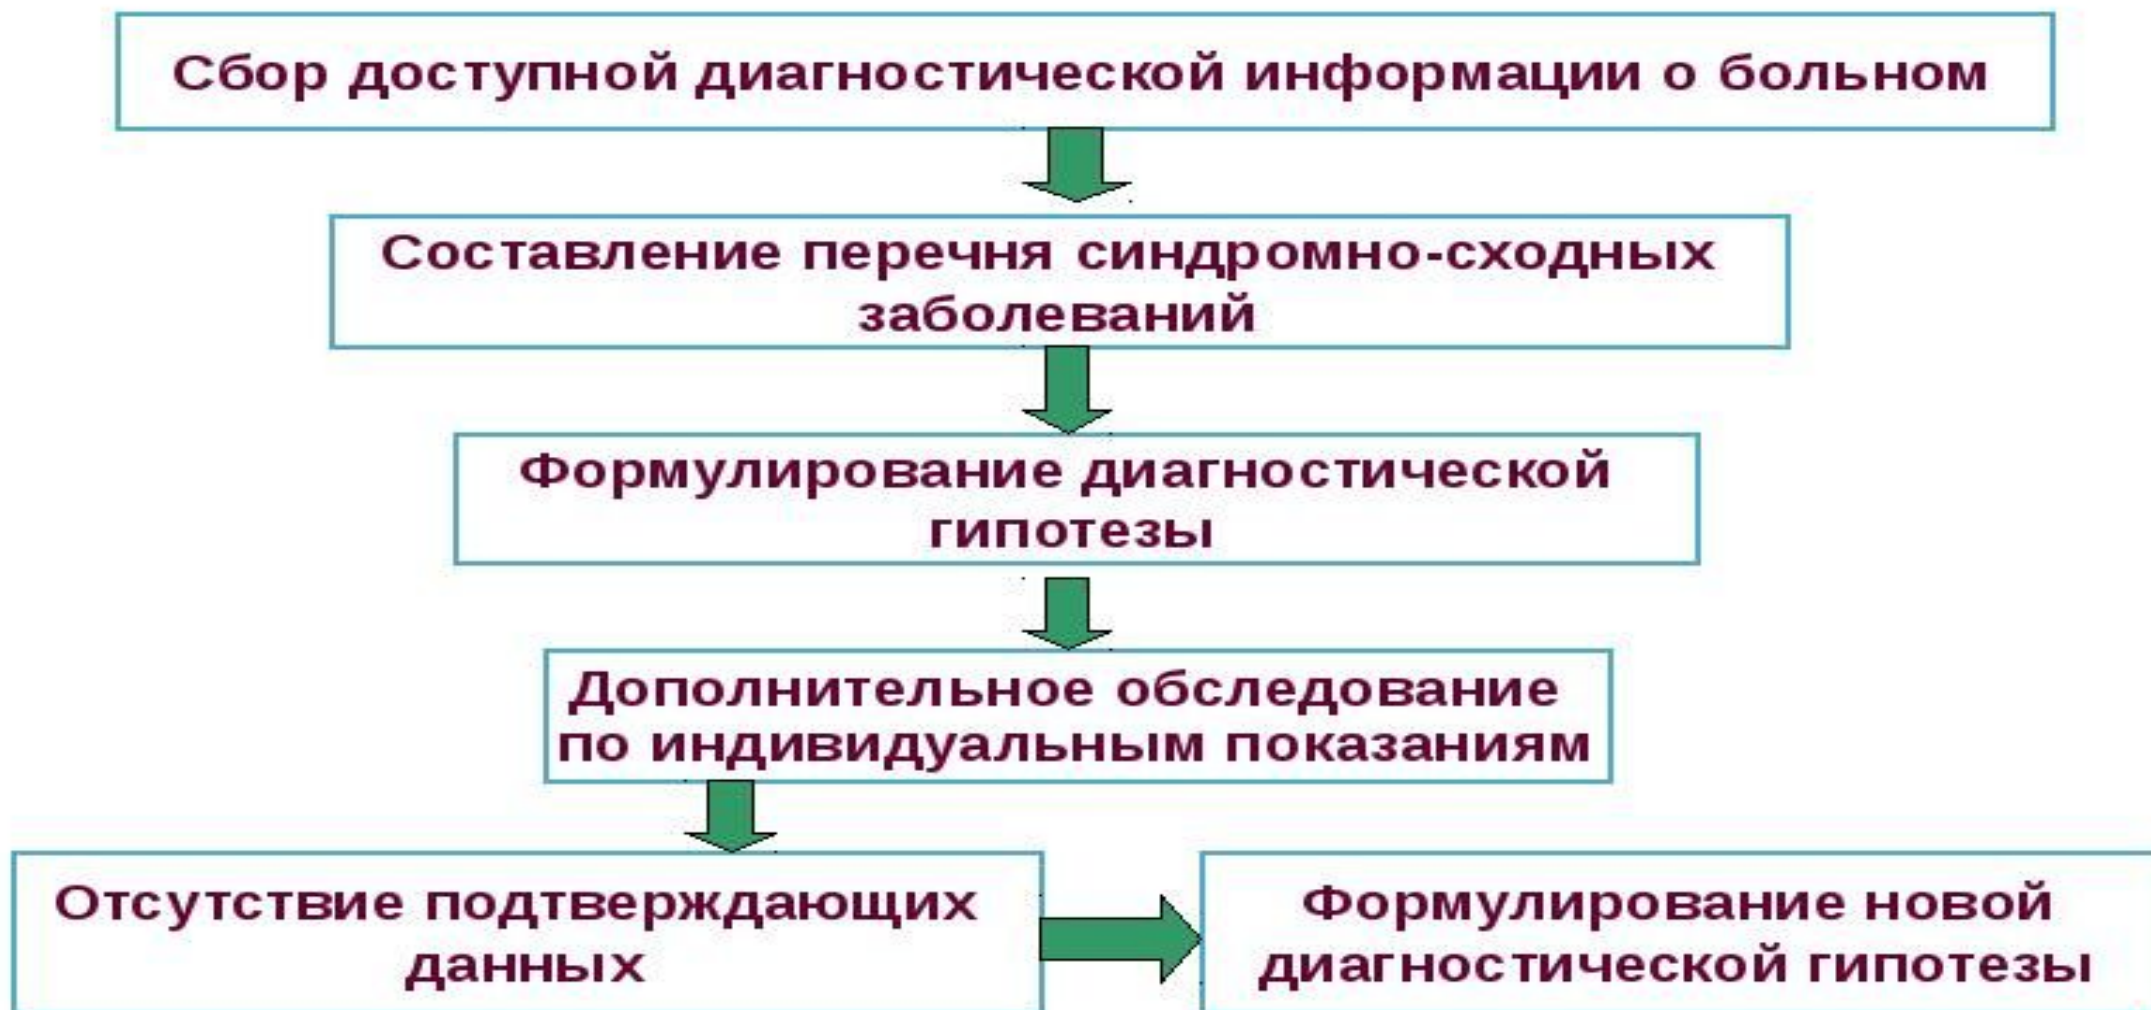 Сбор доступной диагностической информации о больном
Составление перечня синдромно-сходных
заболеваний
Формулирование диагностической
гипотезы
Дополнительное обследование
по индивидуальным показаниям
Отсутствие подтверждающих
данных
Формулирование новой
диагностической гипотезы